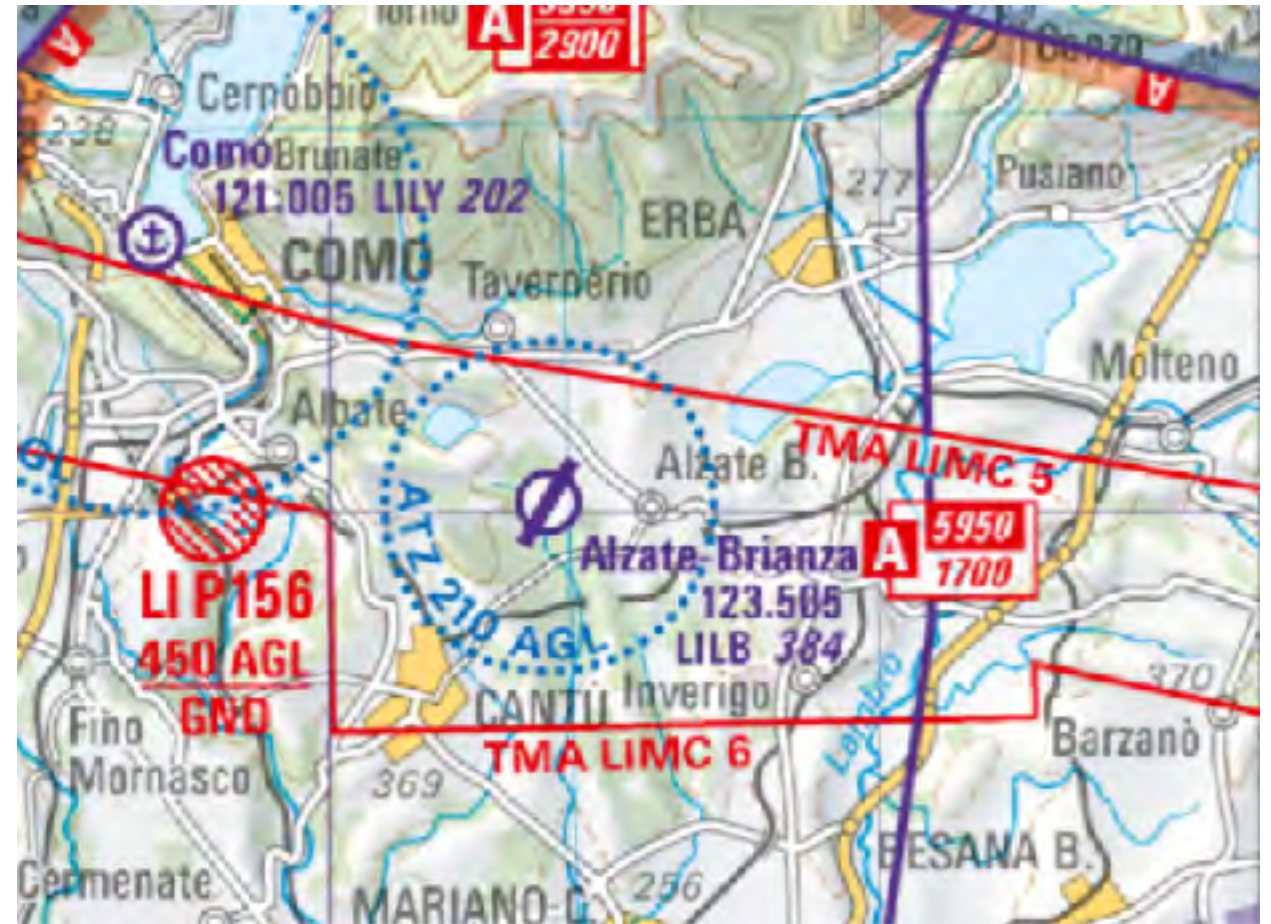 A
2900
A
Cernobbio
238
Como
Brunate
121.005 LILY 202
COMO
ERBA
277
Pusiano
A
Tavernerio
Molteno
Albate
Alzate B.
TMA LIMC 5
ATZ 210 AGL
Alzate-Brianza
123.505
LILB 384
A
5950
1700
LI P156
450 AGL
GND
CANTÙ
Inverigo
Lambro
370
Barzanò
TMA LIMC 6
Fino
Mornasco
369
BESANA B.
Cermenate
MARIANO C.
256